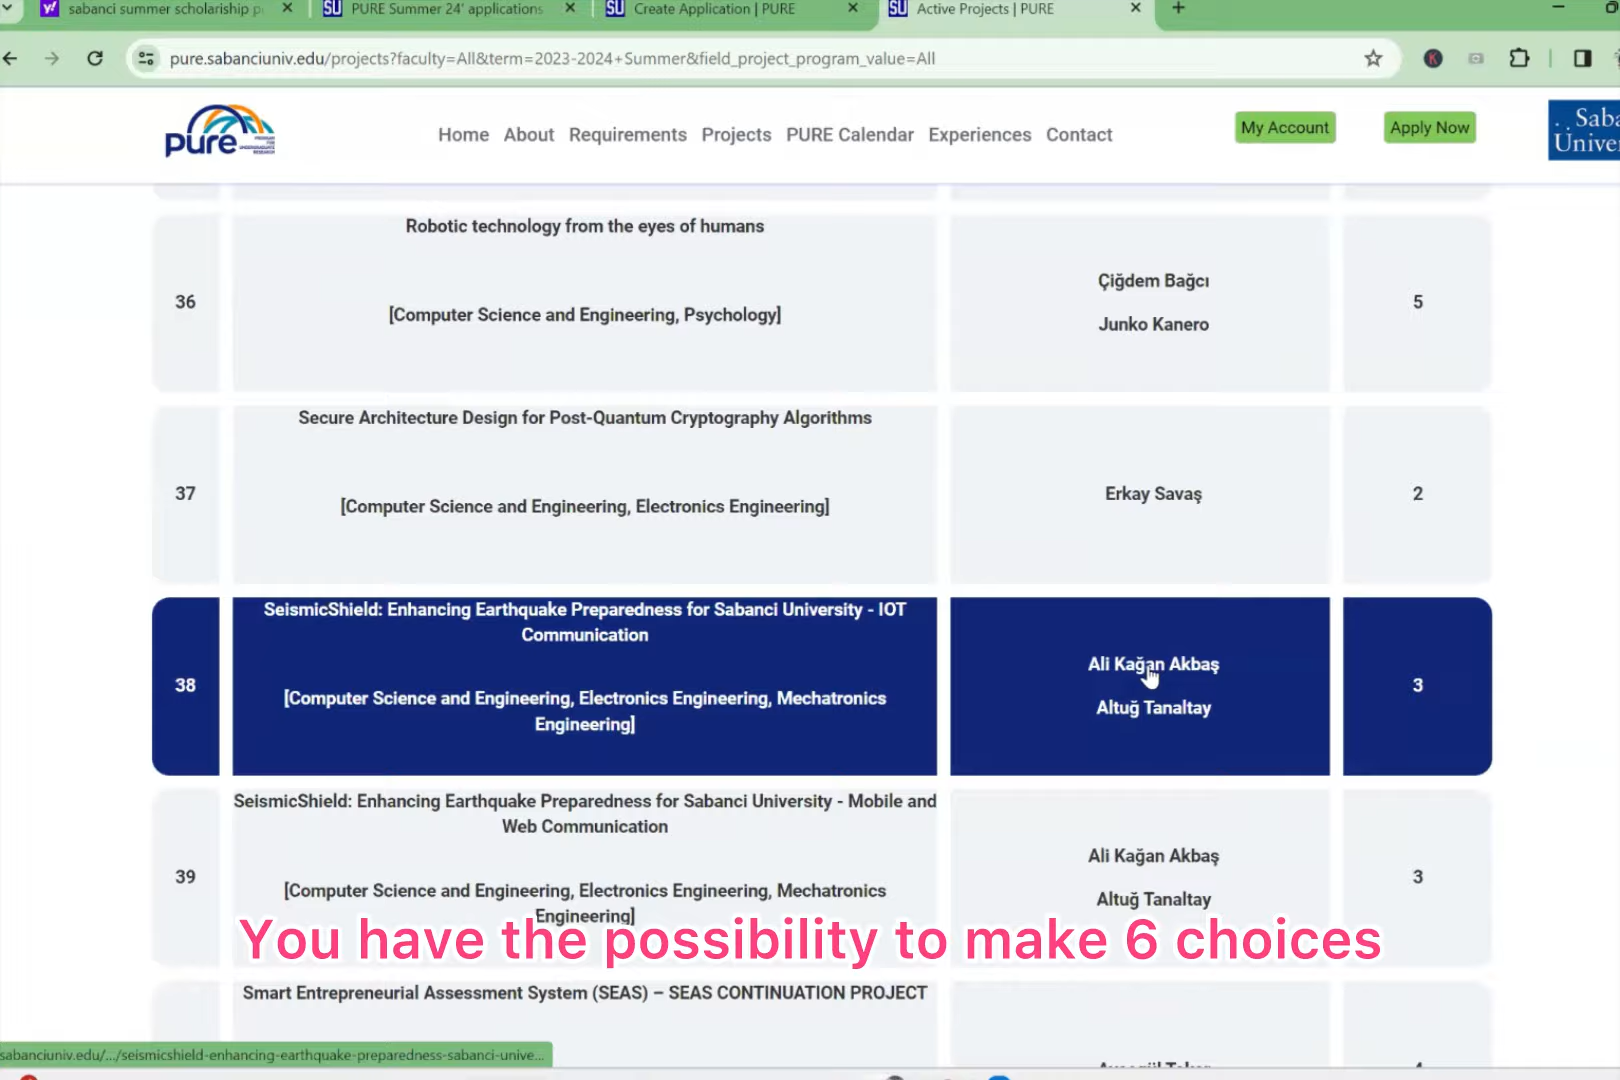 sabanci summer scholariship p
PURE Summer 24' applications
Create Application | PURE
Active Projects | PURE
pure.sabanciuniv.edu/projects?faculty=All&term=2023-2024+Summer&field_project_program_value=All
pure
Home
About
Requirements
Projects
PURE Calendar
Experiences
Contact
My Account
Apply Now
Saba
Univer
36
Robotic technology from the eyes of humans
[Computer Science and Engineering, Psychology]
Çiğdem Bağcı
Junko Kanero
5
37
Secure Architecture Design for Post-Quantum Cryptography Algorithms
[Computer Science and Engineering, Electronics Engineering]
Erkay Savaş
2
38
SeismicShield: Enhancing Earthquake Preparedness for Sabanci University - IOT
Communication
[Computer Science and Engineering, Electronics Engineering, Mechatronics
Engineering]
Ali Kağan Akbaş
Altuğ Tanaltay
3
39
SeismicShield: Enhancing Earthquake Preparedness for Sabanci University - Mobile and
Web Communication
[Computer Science and Engineering, Electronics Engineering, Mechatronics
Engineering]
Ali Kağan Akbaş
Altuğ Tanaltay
3
You have the possibility to make 6 choices
Smart Entrepreneurial Assessment System (SEAS) – SEAS CONTINUATION PROJECT
sabanciuniv.edu/.../seismicshield-enhancing-earthquake-preparedness-sabanci-unive...